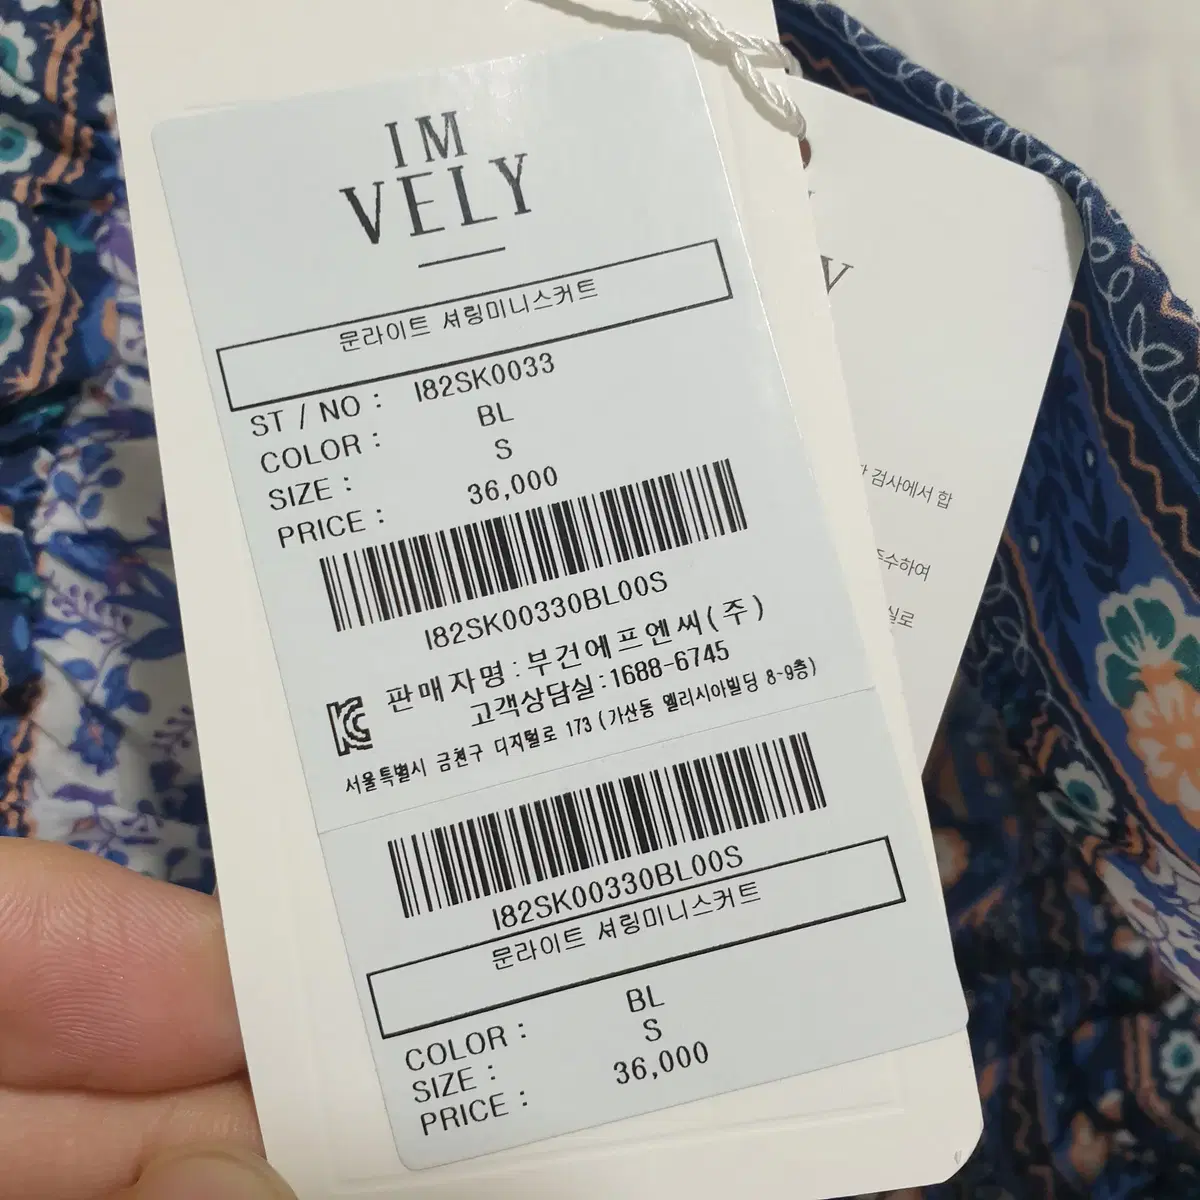 IM
VELY
문라이트 셔링미니스커트
ST / NO : I82SK0033
COLOR : BL
SIZE : S
PRICE : 36,000
I82SK00330BL00S
판매자명 : 부건에프엔씨(주)
고객상담실 : 1688-6745
서울특별시 금천구 디지털로 173 (가산동 엘리시아빌딩 8-9층)
I82SK00330BL00S
문라이트 셔링미니스커트
COLOR : BL
SIZE : S
PRICE : 36,000
Y
검사에서 합
준수하여
실로